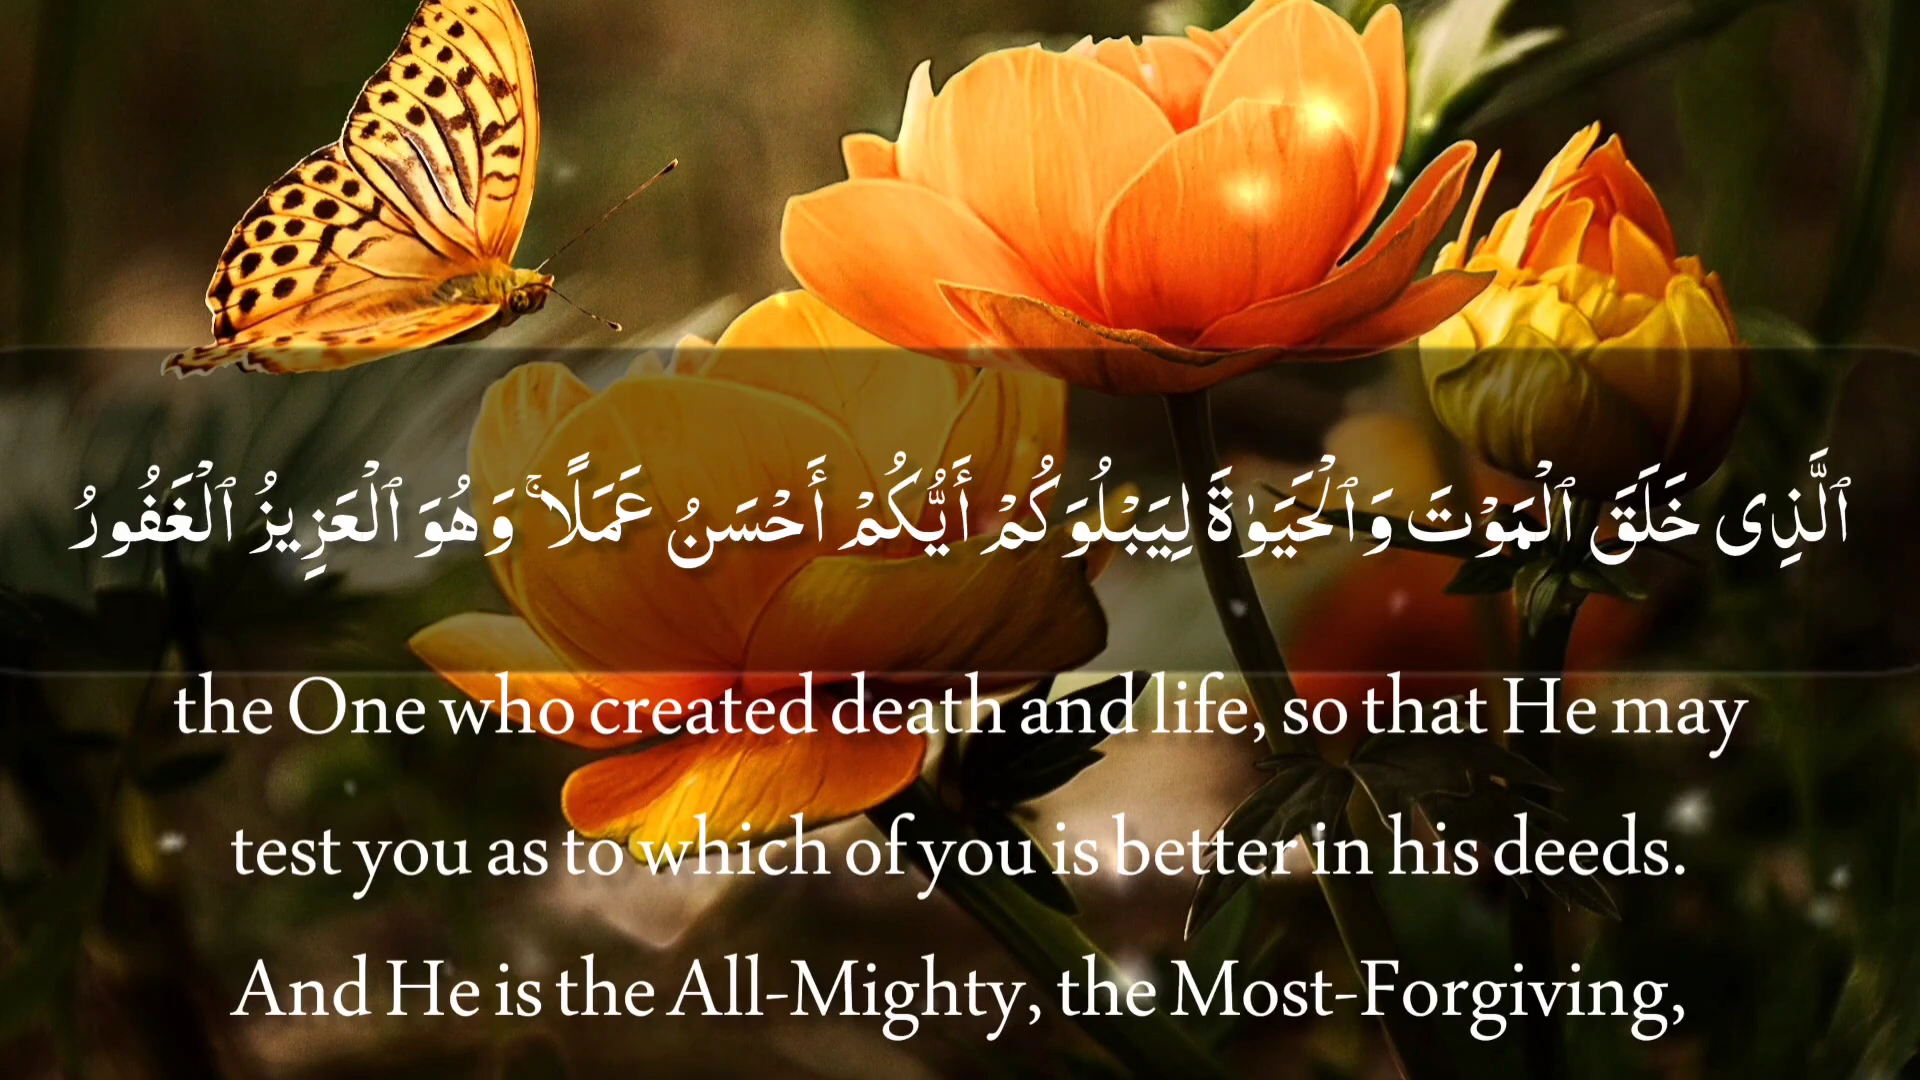 ٱلَّذِى خَلَقَ ٱلْمَوْتَ وَٱلْحَيَوٰةَ لِيَبْلُوَكُمْ أَيُّكُمْ أَحْسَنُ عَمَلًا ۚ وَهُوَ ٱلْعَزِيزُ ٱلْغَفُورُ
the One who created death and life, so that He may
test you as to which of you is better in his deeds.
And He is the All-Mighty, the Most-Forgiving,